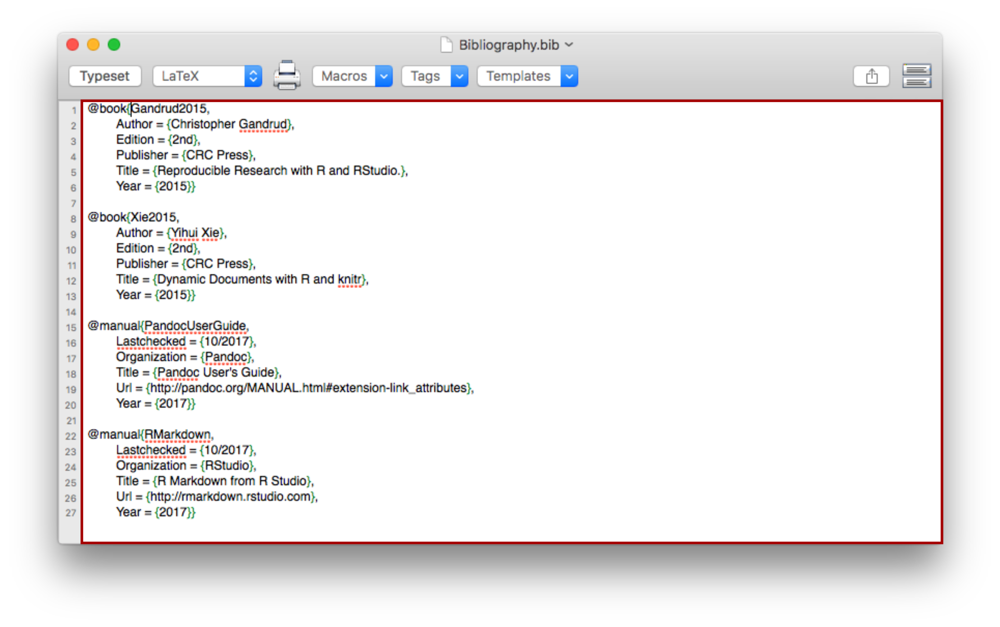 Bibliography.bib
Typeset LaTeX Macros Tags Templates
1 @book{Gandrud2015,
2 Author = {Christopher Gandrud},
3 Edition = {2nd},
4 Publisher = {CRC Press},
5 Title = {Reproducible Research with R and RStudio.},
6 Year = {2015}}
7
8 @book{Xie2015,
9 Author = {Yihui Xie},
10 Edition = {2nd},
11 Publisher = {CRC Press},
12 Title = {Dynamic Documents with R and knitr},
13 Year = {2015}}
14
15 @manual{PandocUserGuide,
16 Lastchecked = {10/2017},
17 Organization = {Pandoc},
18 Title = {Pandoc User's Guide},
19 Url = {http://pandoc.org/MANUAL.html#extension-link_attributes},
20 Year = {2017}}
21
22 @manual{RMarkdown,
23 Lastchecked = {10/2017},
24 Organization = {RStudio},
25 Title = {R Markdown from R Studio},
26 Url = {http://rmarkdown.rstudio.com},
27 Year = {2017}}